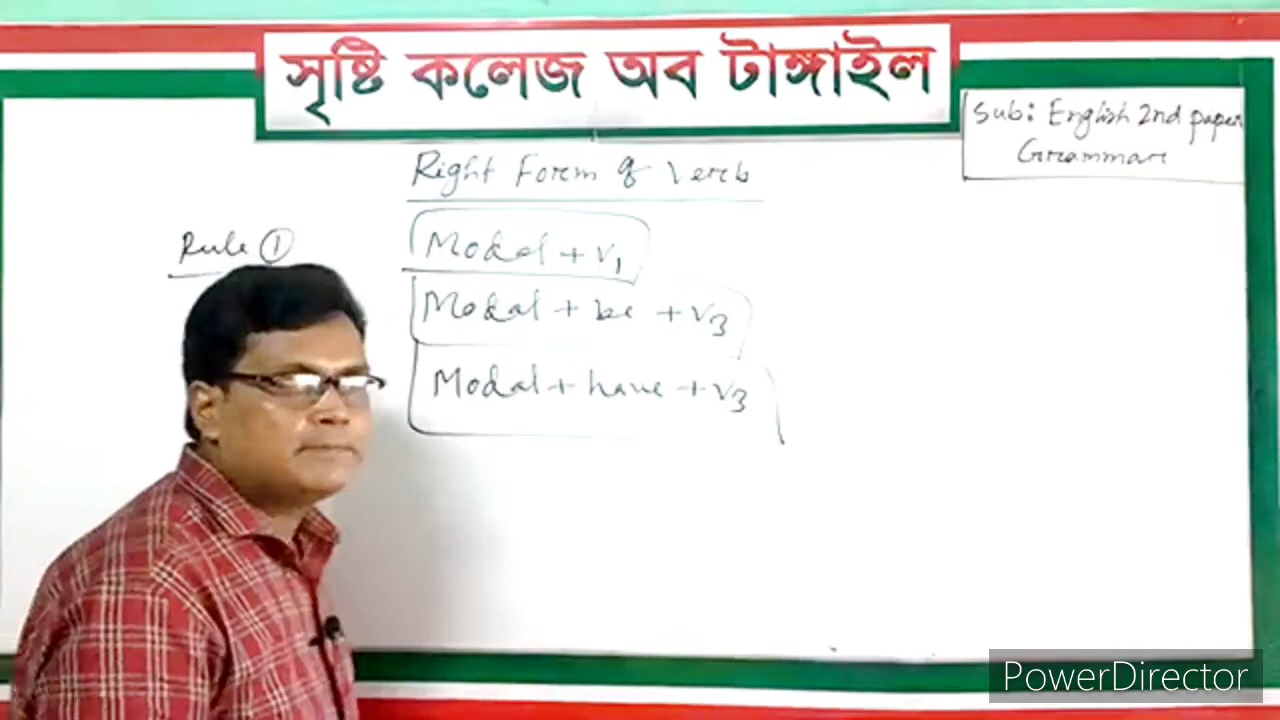 সৃষ্টি কলেজ অব টাঙ্গাইল
Sub: English 2nd paper
Grammar
Right Form of Verb
Rule ①
Modal + V₁
Modal + be + V₃
Modal + have + V₃
PowerDirector